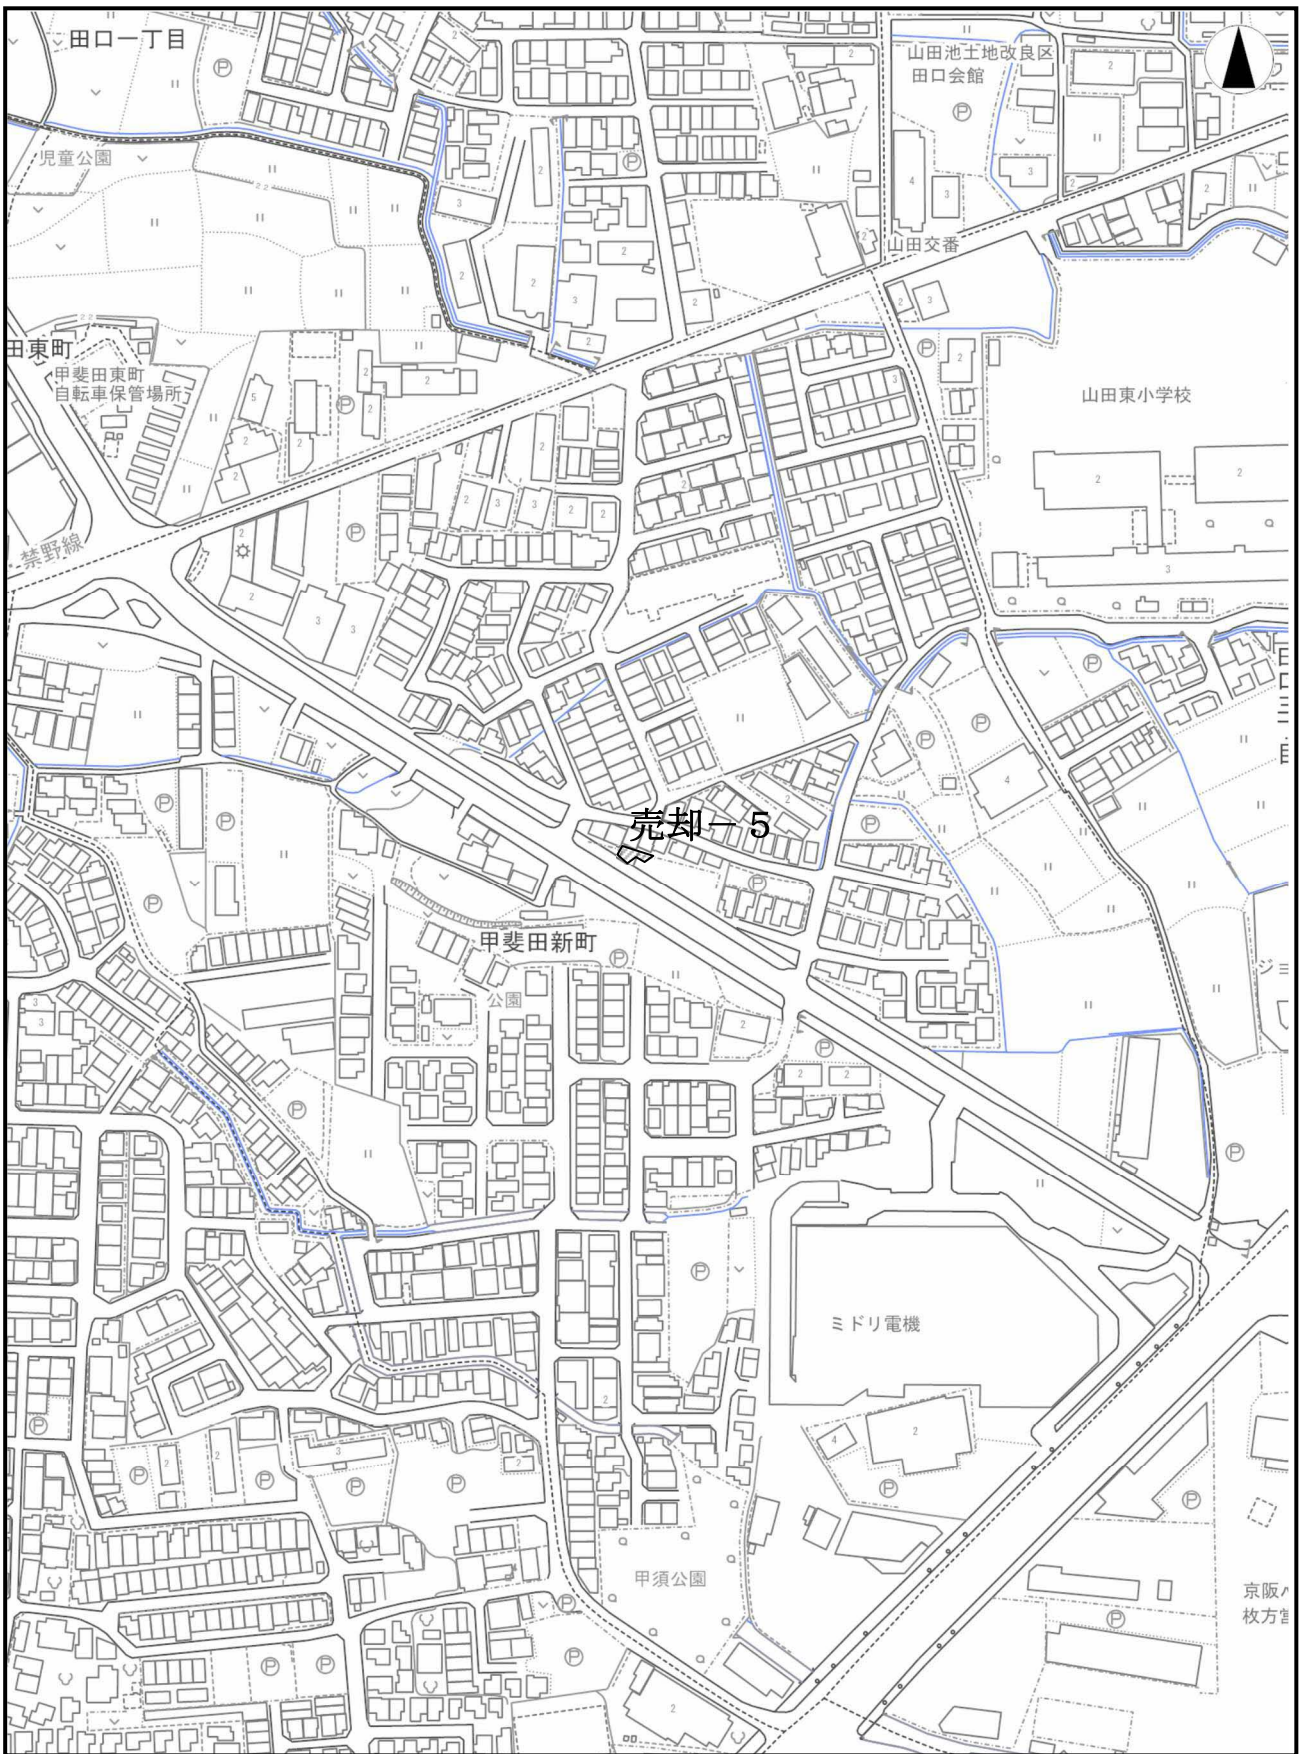 田口一丁目
山田池土地改良区
田口会館
児童公園
山田交番
田東町
甲斐田東町
自転車保管場所
山田東小学校
禁野線
売却－5
甲斐田新町
公園
ミドリ電機
甲須公園
京阪
枚方